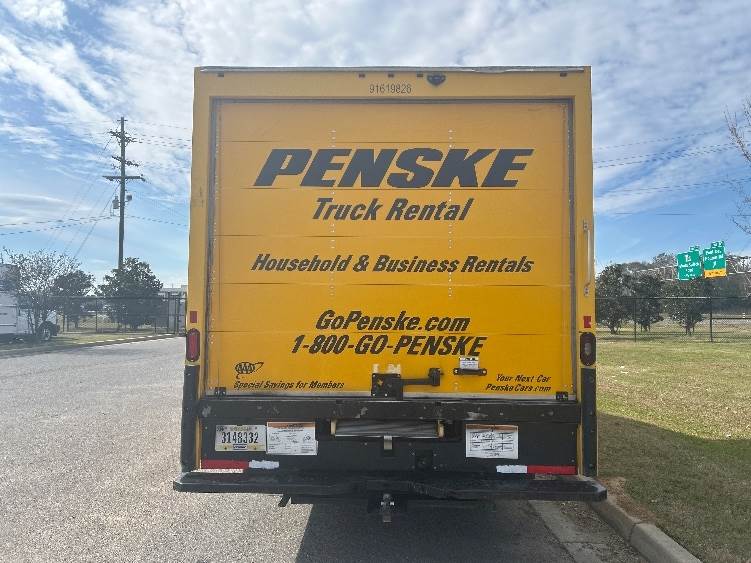 91619826
PENSKE
Truck Rental
Household & Business Rentals
GoPenske.com
1-800-GO-PENSKE
AAA
Special Savings for Members
Your Next Car
PenskeCars.com
3148332